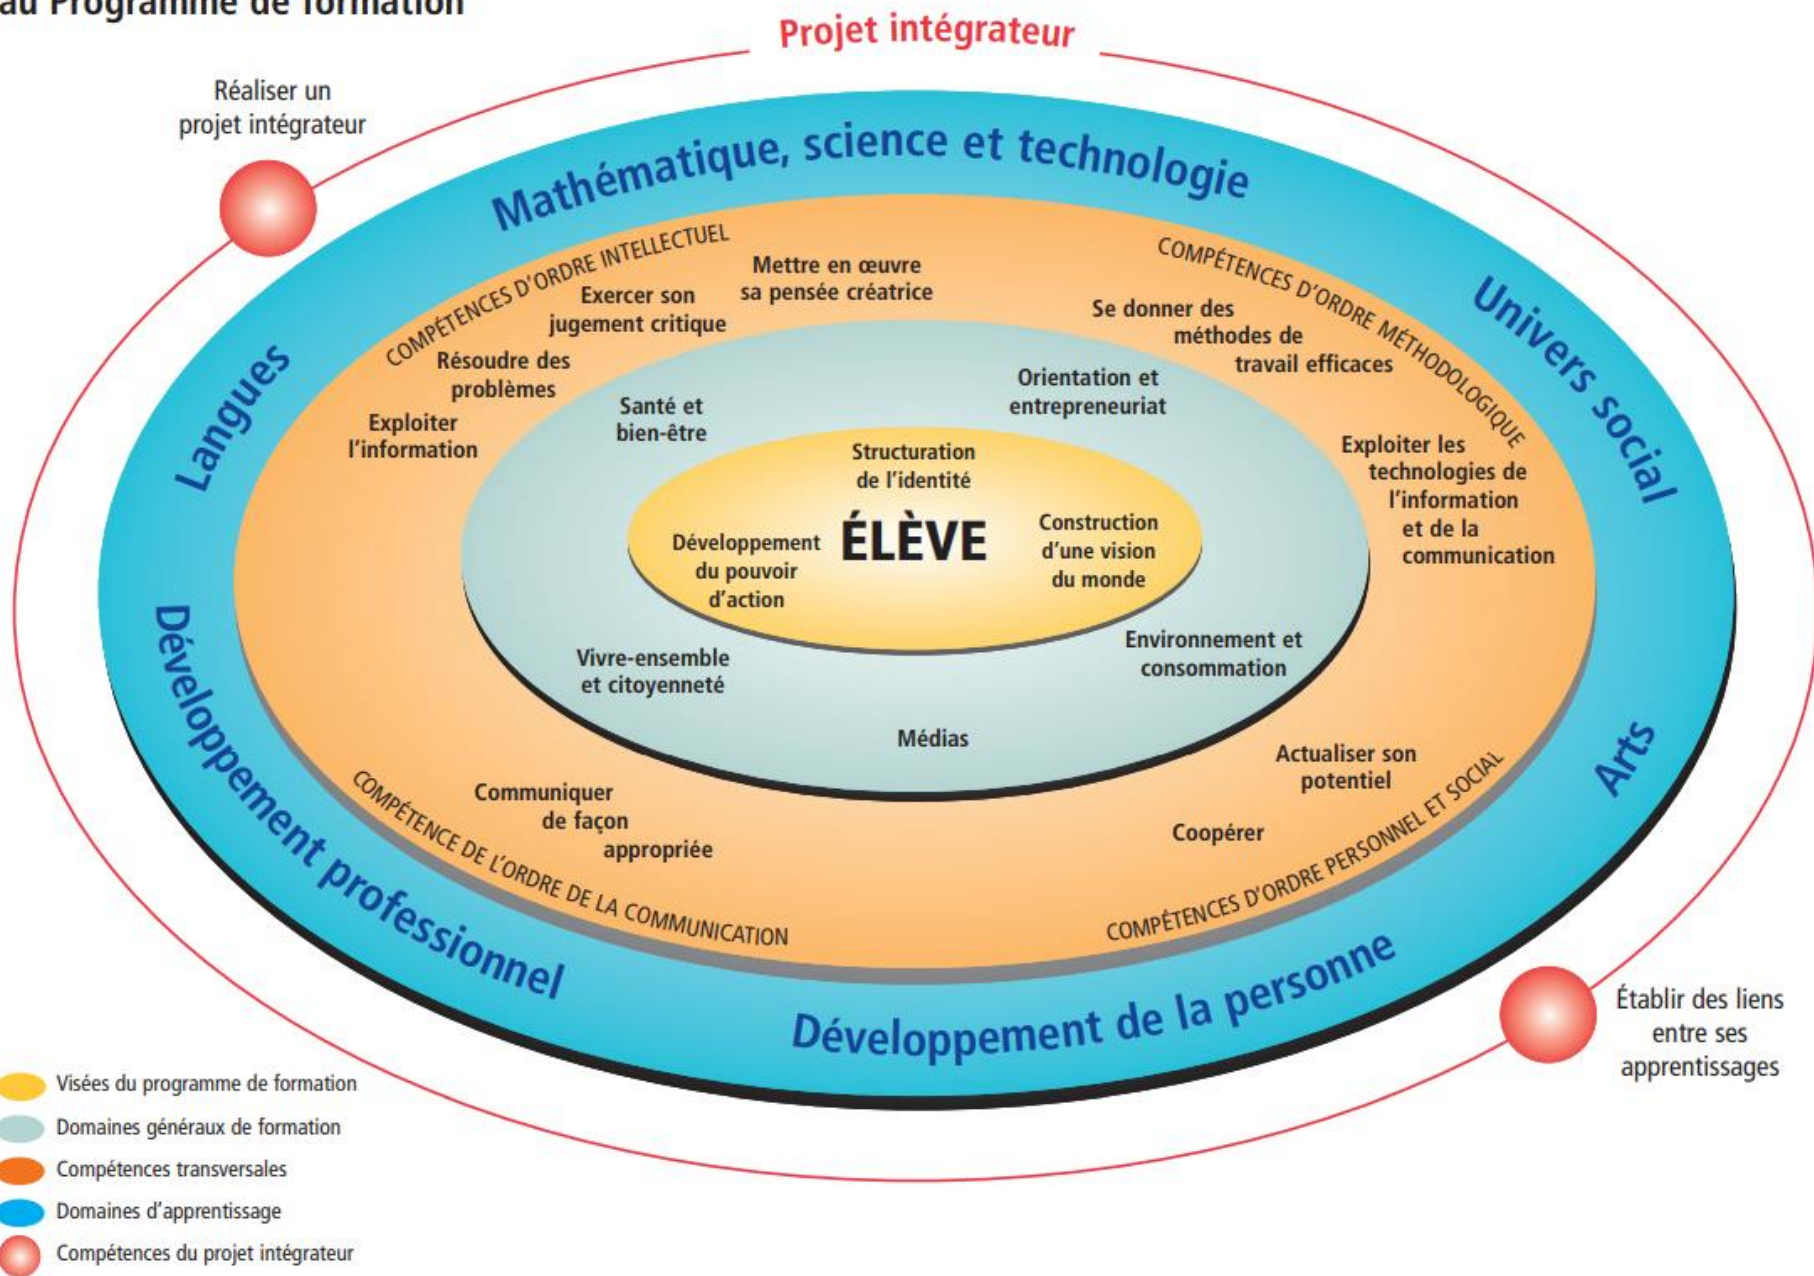 au Programme de formation
Projet intégrateur
Réaliser un
projet intégrateur
Mathématique, science et technologie
Langues
Univers social
Développement professionnel
Développement de la personne
Arts
COMPÉTENCES D'ORDRE INTELLECTUEL
Mettre en œuvre
sa pensée créatrice
Exercer son
jugement critique
Résoudre des
problèmes
Exploiter
l'information
COMPÉTENCES D'ORDRE MÉTHODOLOGIQUE
Se donner des
méthodes de
travail efficaces
Exploiter les
technologies de
l'information
et de la
communication
Santé et
bien-être
Orientation et
entrepreneuriat
Structuration
de l'identité
ÉLÈVE
Développement
du pouvoir
d'action
Construction
d'une vision
du monde
Vivre-ensemble
et citoyenneté
Environnement et
consommation
Médias
Communiquer
de façon
appropriée
COMPÉTENCE DE L'ORDRE DE LA COMMUNICATION
Actualiser son
potentiel
Coopérer
COMPÉTENCES D'ORDRE PERSONNEL ET SOCIAL
Établir des liens
entre ses
apprentissages
Visées du programme de formation
Domaines généraux de formation
Compétences transversales
Domaines d'apprentissage
Compétences du projet intégrateur